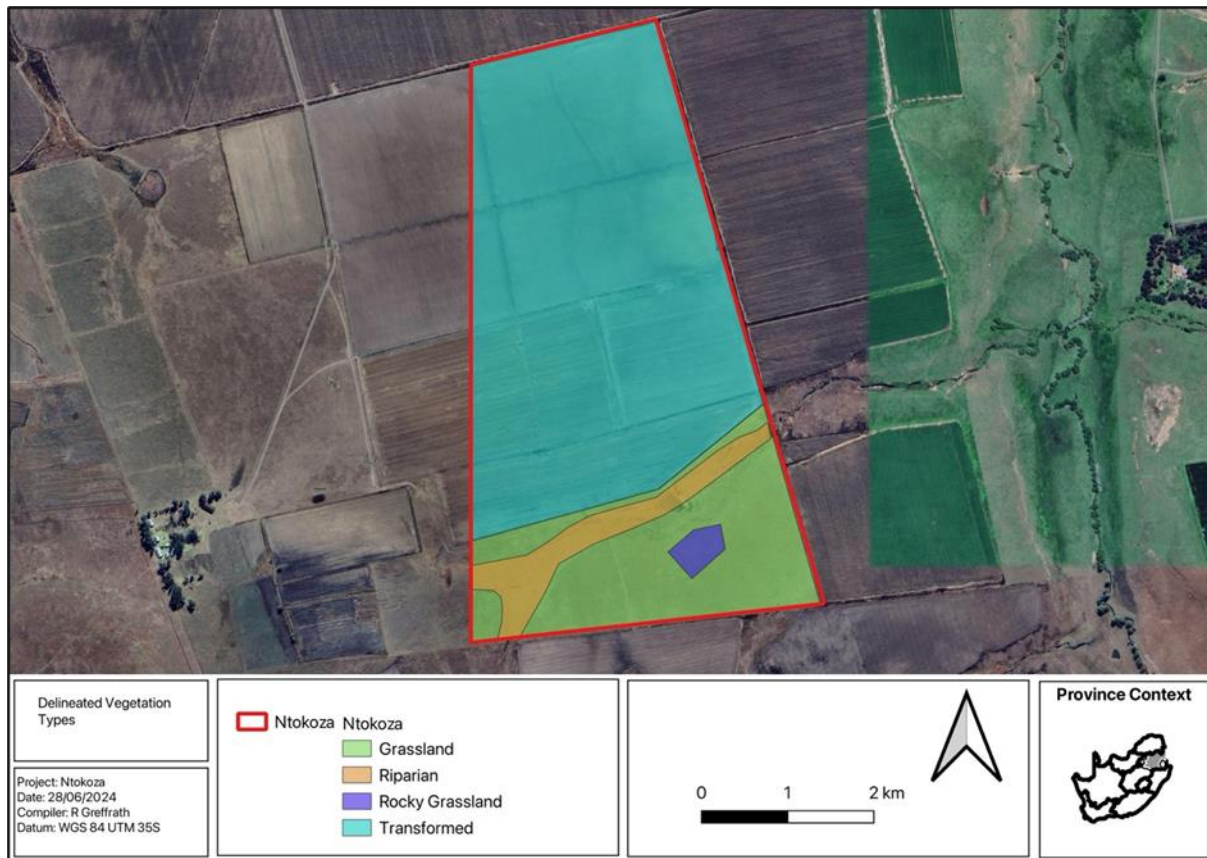 Delineated Vegetation
Types
Project: Ntokoza
Date: 28/06/2024
Compiler: R Greffrath
Datum: WGS 84 UTM 35S
Ntokoza
Ntokoza
Grassland
Riparian
Rocky Grassland
Transformed
0 1 2 km
Province Context